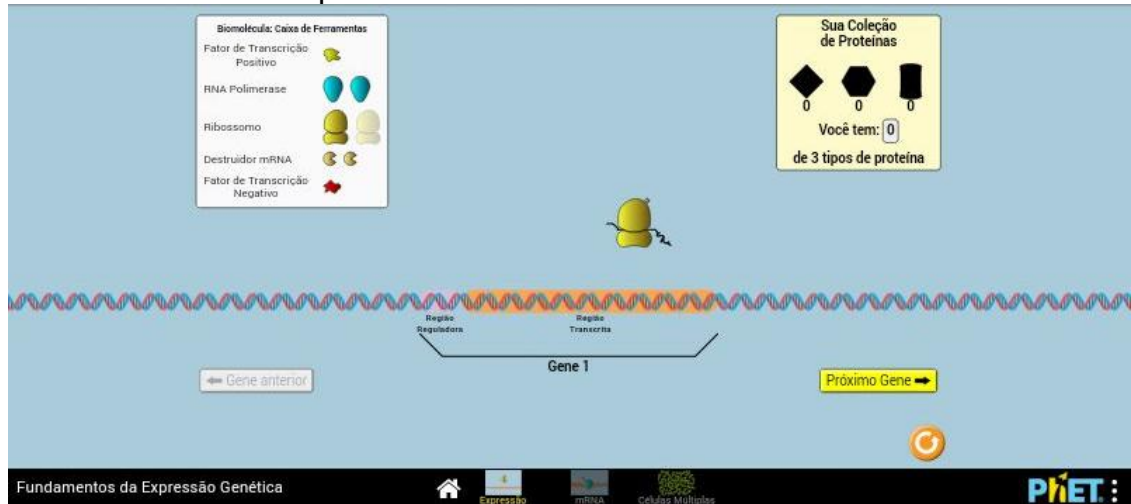 Biomolécula: Caixa de Ferramentas
Fator de Transcrição
Positivo
RNA Polimerase
Ribossomo
Destruidor mRNA
Fator de Transcrição
Negativo
Sua Coleção
de Proteínas
0 0 0
Você tem: 0
de 3 tipos de proteína
Região
Reguladora
Região
Transcrita
Gene 1
Gene anterior
Próximo Gene
Fundamentos da Expressão Genética
Expressão
mRNA
Células Múltiplas
PhET